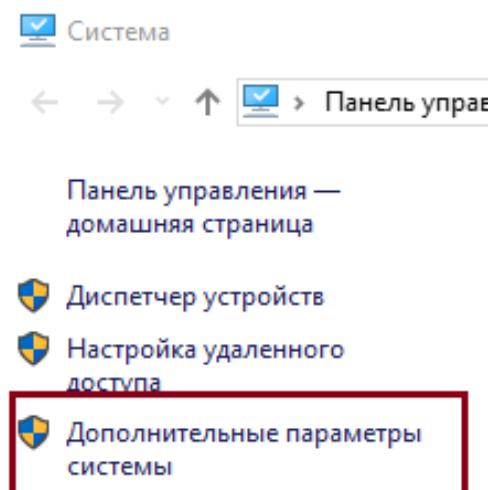 Система
Панель управ
Панель управления —
домашняя страница
Диспетчер устройств
Настройка удаленного
доступа
Дополнительные параметры
системы